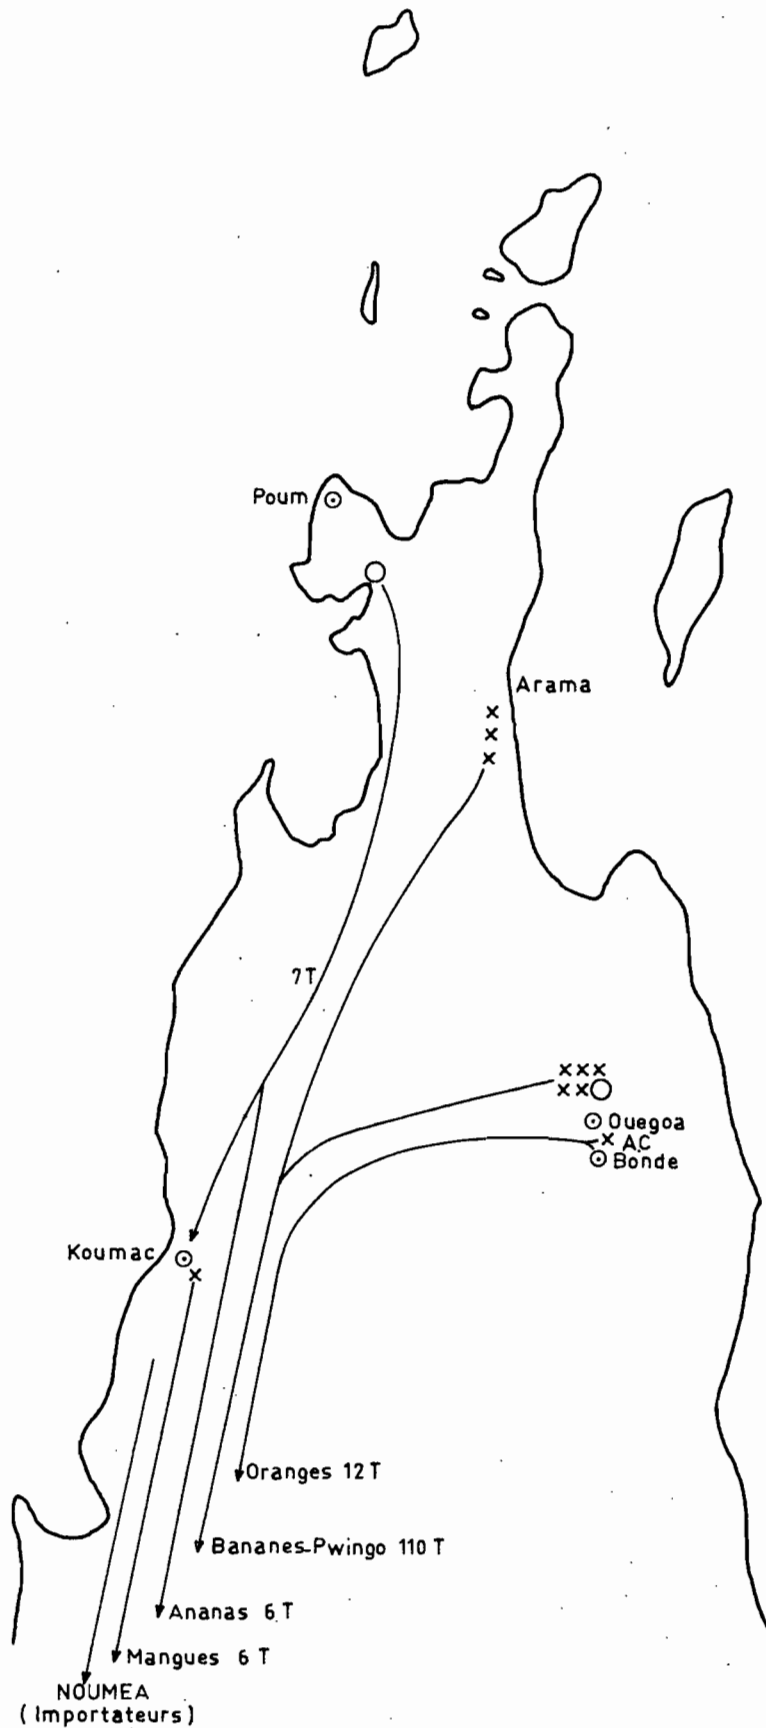 Poum
Arama
7T
Ouegoa
A.C
Bonde
Koumac
Oranges 12 T
Bananes-Pwingo 110 T
Ananas 6 T
Mangues 6 T
NOUMEA
(Importateurs)